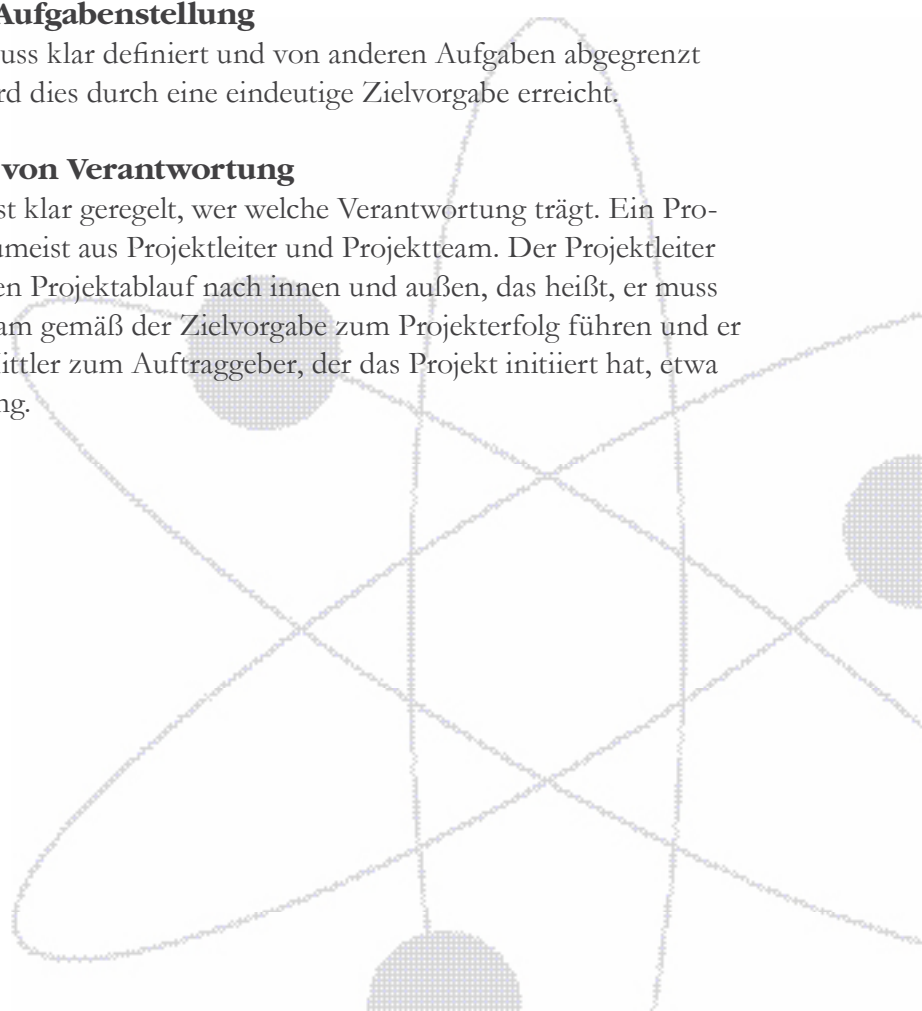 Aufgabenstellung
uss klar definiert und von anderen Aufgaben abgegrenzt
rd dies durch eine eindeutige Zielvorgabe erreicht.
von Verantwortung
st klar geregelt, wer welche Verantwortung trägt. Ein Pro-
umeist aus Projektleiter und Projektteam. Der Projektleiter
en Projektablauf nach innen und außen, das heißt, er muss
am gemäß der Zielvorgabe zum Projekterfolg führen und er
ittler zum Auftraggeber, der das Projekt initiiert hat, etwa
ng.